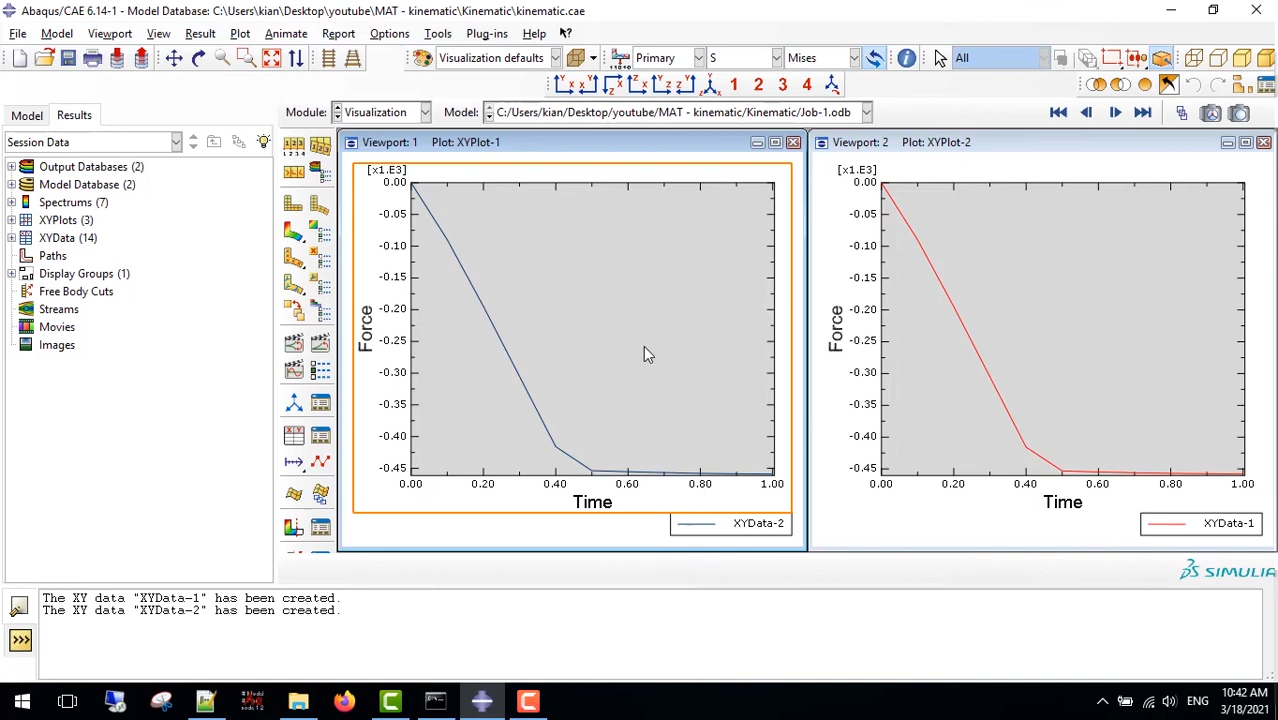 Abaqus/CAE 6.14-1 - Model Database: C:\Users\kian\Desktop\youtube\MAT - kinematic\Kinematic\kinematic.cae
File Model Viewport View Result Plot Animate Report Options Tools Plug-ins Help
Visualization defaults Primary S Mises All
1 2 3 4
Model Results Module: Visualization Model: C:/Users/kian/Desktop/youtube/MAT - kinematic/Kinematic/Job-1.odb
Session Data
Output Databases (2)
Model Database (2)
Spectrums (7)
XYPlots (3)
XYData (14)
Paths
Display Groups (1)
Free Body Cuts
Streams
Movies
Images
Viewport: 1 Plot: XYPlot-1
[x1.E3]
0.00
-0.05
-0.10
-0.15
-0.20
-0.25
-0.30
-0.35
-0.40
-0.45
Force
0.00 0.20 0.40 0.60 0.80 1.00
Time
XYData-2
Viewport: 2 Plot: XYPlot-2
[x1.E3]
0.00
-0.05
-0.10
-0.15
-0.20
-0.25
-0.30
-0.35
-0.40
-0.45
Force
0.00 0.20 0.40 0.60 0.80 1.00
Time
XYData-1
SIMULIA
The XY data "XYData-1" has been created.
The XY data "XYData-2" has been created.
>>>
ENG
10:42 AM
3/18/2021